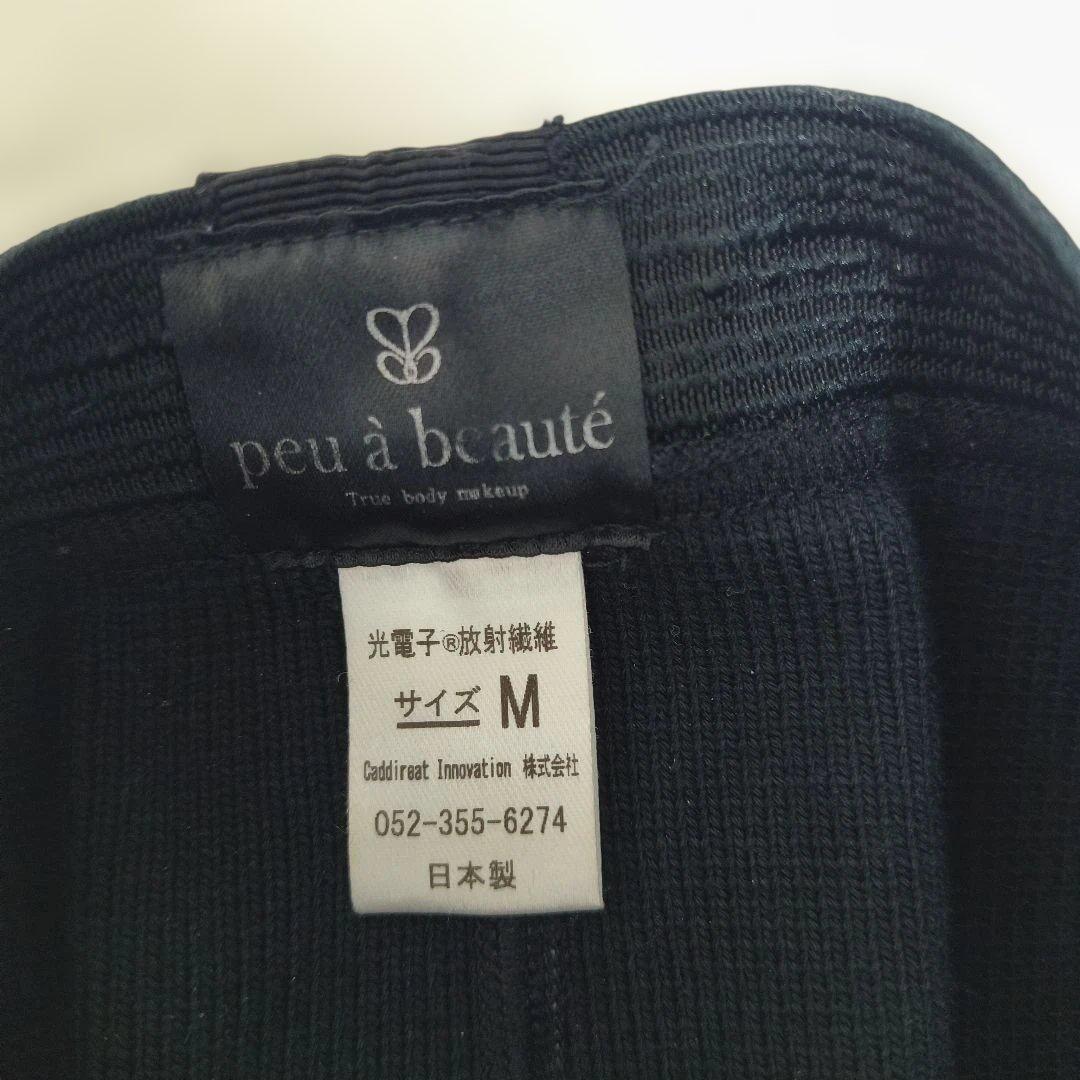 peu à beauté
True body makeup
光電子®放射繊維
サイズ M
Caddireat Innovation 株式会社
052-355-6274
日本製